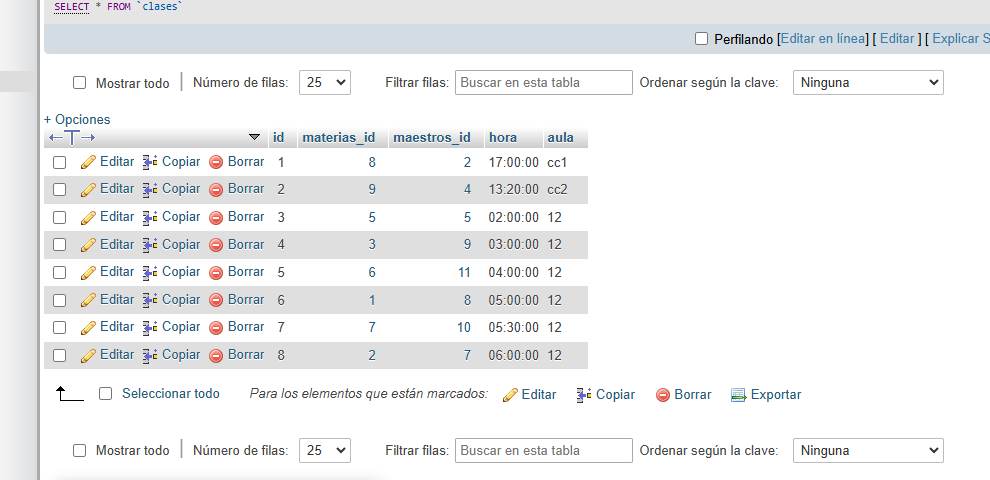 SELECT * FROM `clases`
Perfilando [Editar en línea] [ Editar ] [ Explicar S
Mostrar todo Número de filas: 25 Filtrar filas: Buscar en esta tabla Ordenar según la clave: Ninguna
+ Opciones
←T→ id materias_id maestros_id hora aula
Editar Copiar Borrar 1 8 2 17:00:00 cc1
Editar Copiar Borrar 2 9 4 13:20:00 cc2
Editar Copiar Borrar 3 5 5 02:00:00 12
Editar Copiar Borrar 4 3 9 03:00:00 12
Editar Copiar Borrar 5 6 11 04:00:00 12
Editar Copiar Borrar 6 1 8 05:00:00 12
Editar Copiar Borrar 7 7 10 05:30:00 12
Editar Copiar Borrar 8 2 7 06:00:00 12
Seleccionar todo Para los elementos que están marcados: Editar Copiar Borrar Exportar
Mostrar todo Número de filas: 25 Filtrar filas: Buscar en esta tabla Ordenar según la clave: Ninguna